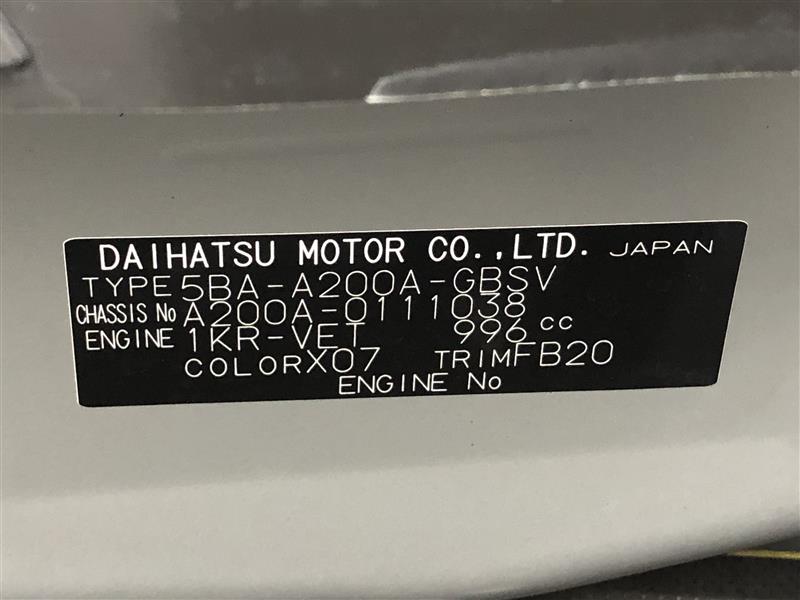 DAIHATSU MOTOR CO.,LTD. JAPAN
TYPE 5BA-A200A-GBSV
CHASSIS No A200A-0111038
ENGINE 1KR-VET 996 cc
COLOR X07 TRIM FB20
ENGINE No